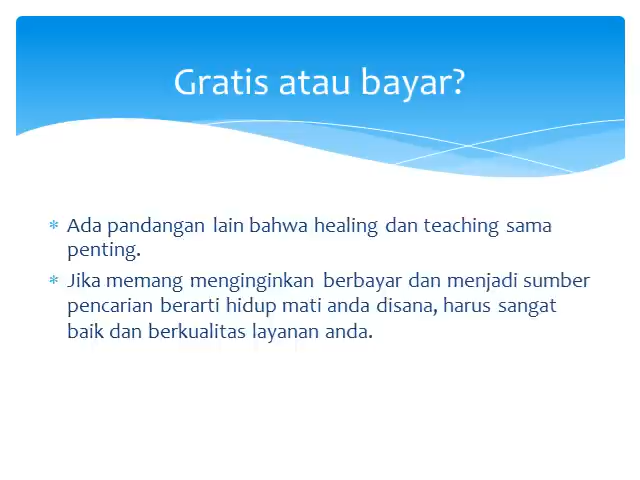 Gratis atau bayar?
* Ada pandangan lain bahwa healing dan teaching sama
penting.
* Jika memang menginginkan berbayar dan menjadi sumber
pencarian berarti hidup mati anda disana, harus sangat
baik dan berkualitas layanan anda.